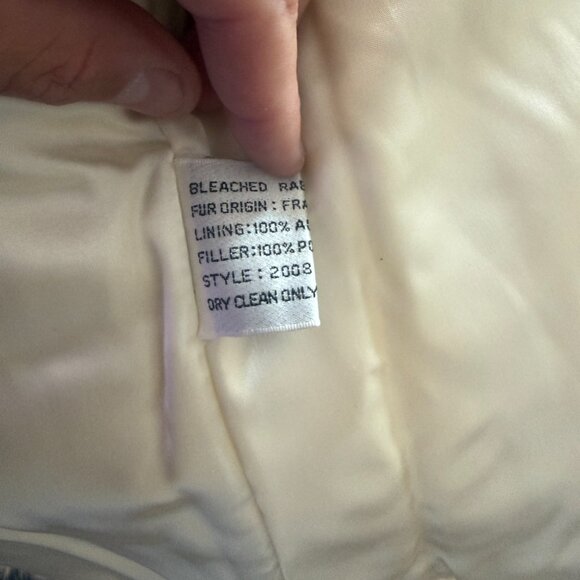 BLEACHED RAB
FUR ORIGIN : FRA
LINING:100% A
FILLER:100% PO
STYLE : 2008
DRY CLEAN ONLY